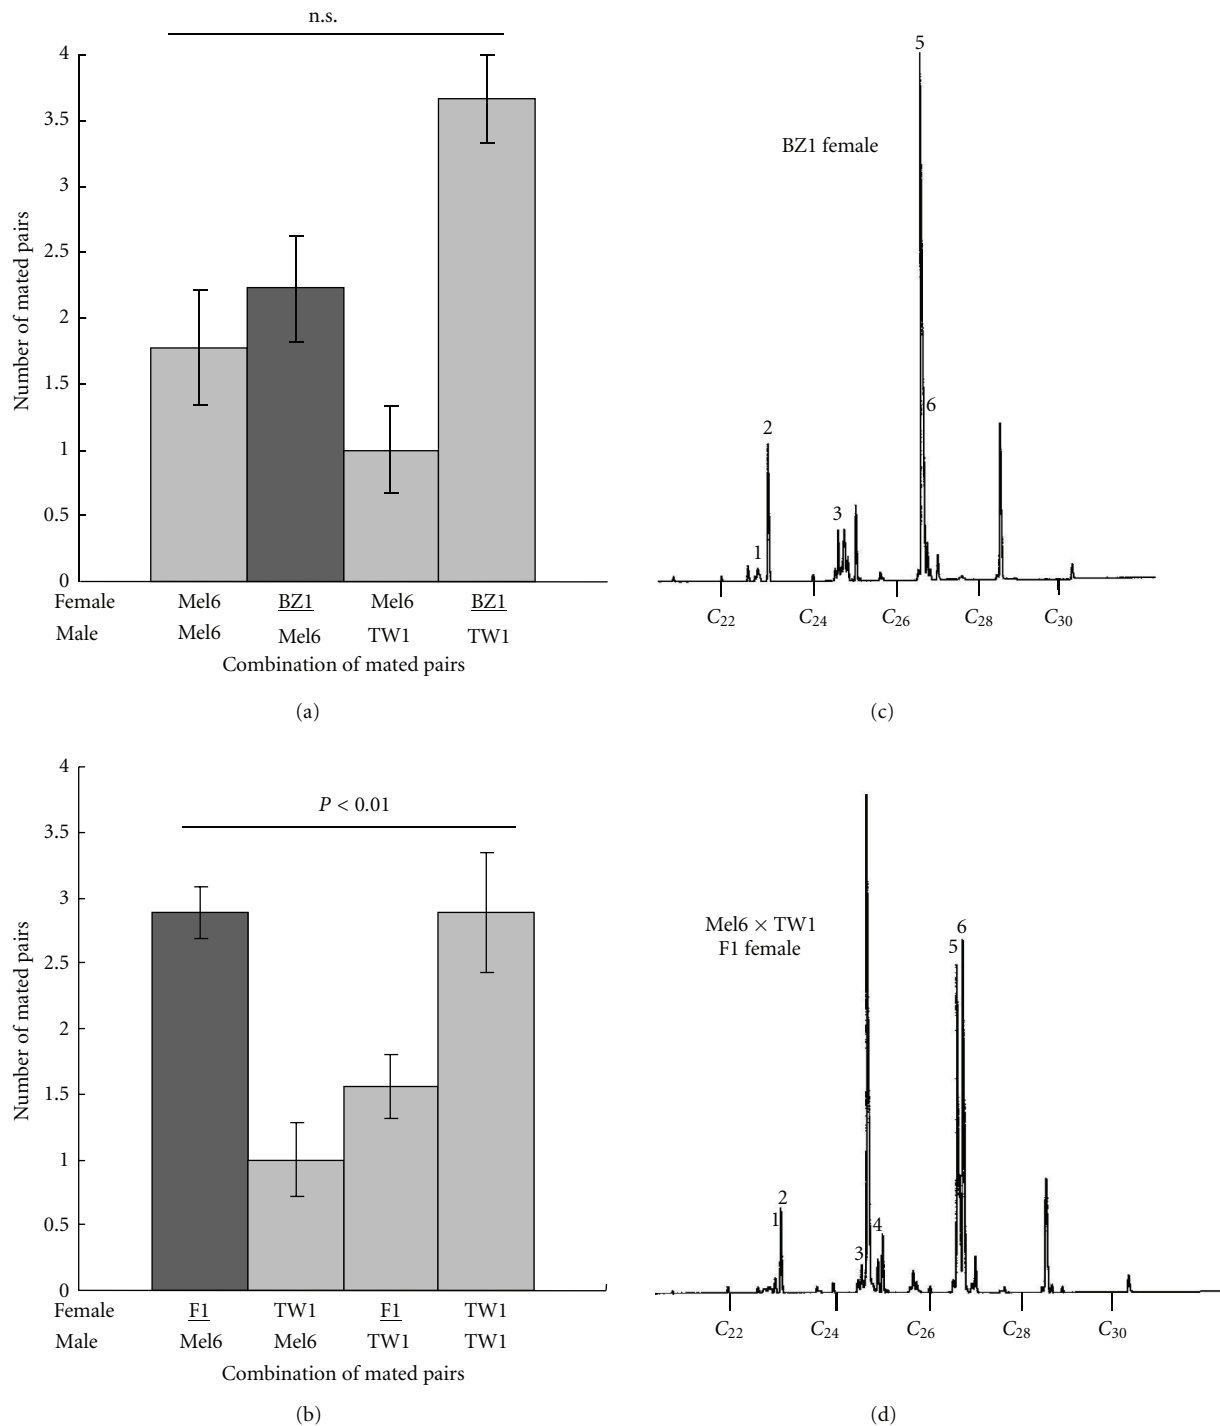 n.s.
4
3.5
3
2.5
2
1.5
1
0.5
0
Number of mated pairs
Female Mel6 BZ1 Mel6 BZ1
Male Mel6 Mel6 TW1 TW1
Combination of mated pairs
(a)
5
BZ1 female
6
2
3
1
C22 C24 C26 C28 C30
(c)
4
3.5
3
2.5
2
1.5
1
0.5
0
P < 0.01
Number of mated pairs
Female F1 TW1 F1 TW1
Male Mel6 Mel6 TW1 TW1
Combination of mated pairs
(b)
Mel6 × TW1
F1 female
6
5
2
1
4
3
C22 C24 C26 C28 C30
(d)